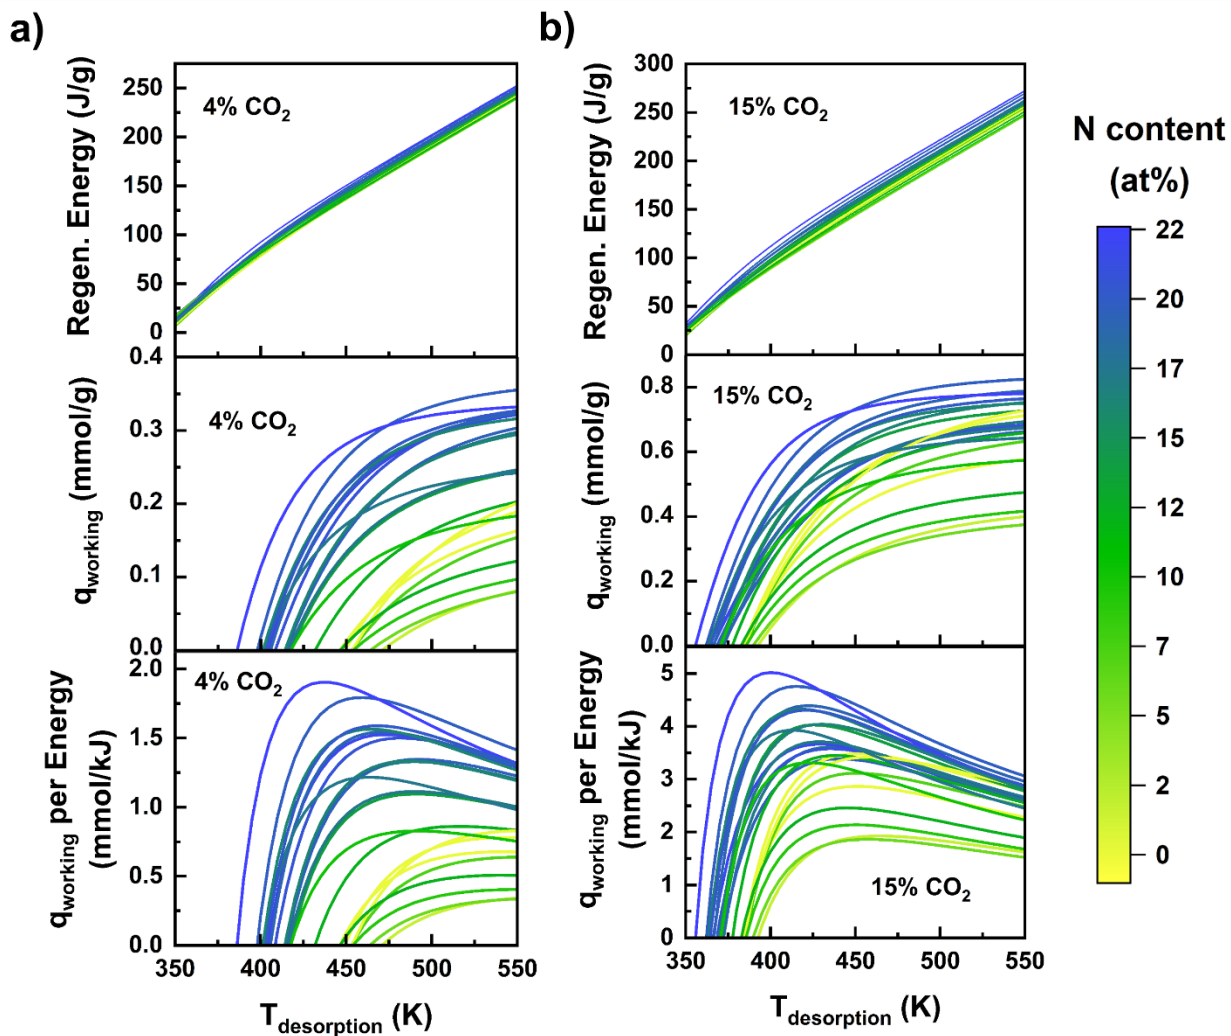 a)
Regen. Energy (J/g)
250
200
150
100
50
0
4% CO2
qworking (mmol/g)
0.4
0.3
0.2
0.1
0.0
4% CO2
qworking per Energy
(mmol/kJ)
2.0
1.5
1.0
0.5
0.0
4% CO2
350 400 450 500 550
Tdesorption (K)
b)
Regen. Energy (J/g)
300
250
200
150
100
50
0
15% CO2
qworking (mmol/g)
0.8
0.6
0.4
0.2
0.0
15% CO2
qworking per Energy
(mmol/kJ)
5
4
3
2
1
0
15% CO2
350 400 450 500 550
Tdesorption (K)
N content
(at%)
22
20
17
15
12
10
7
5
2
0